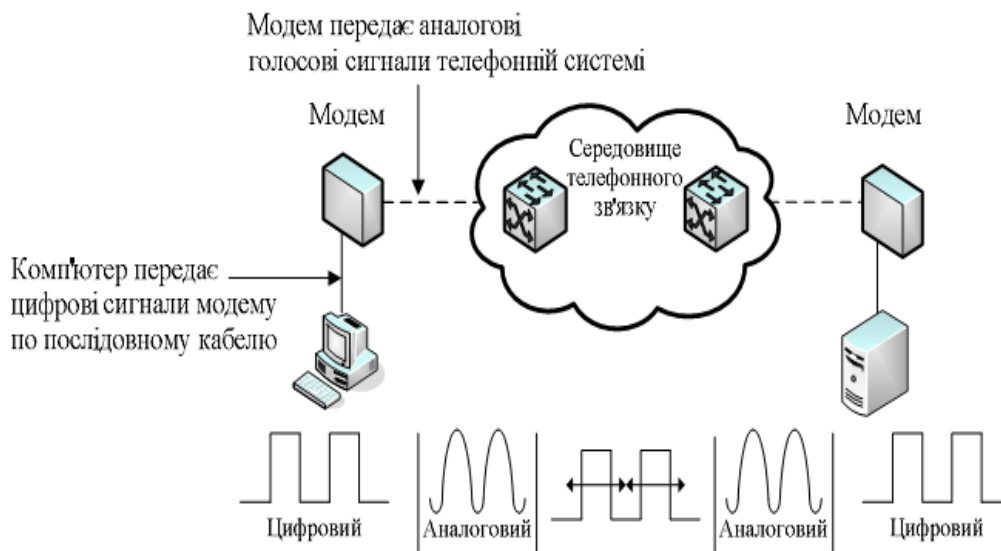 Модем передає аналогові
голосові сигнали телефонній системі
Модем
Модем
Середовище
телефонного
зв'язку
Комп'ютер передає
цифрові сигнали модему
по послідовному кабелю
Цифровий
Аналоговий
Аналоговий
Цифровий